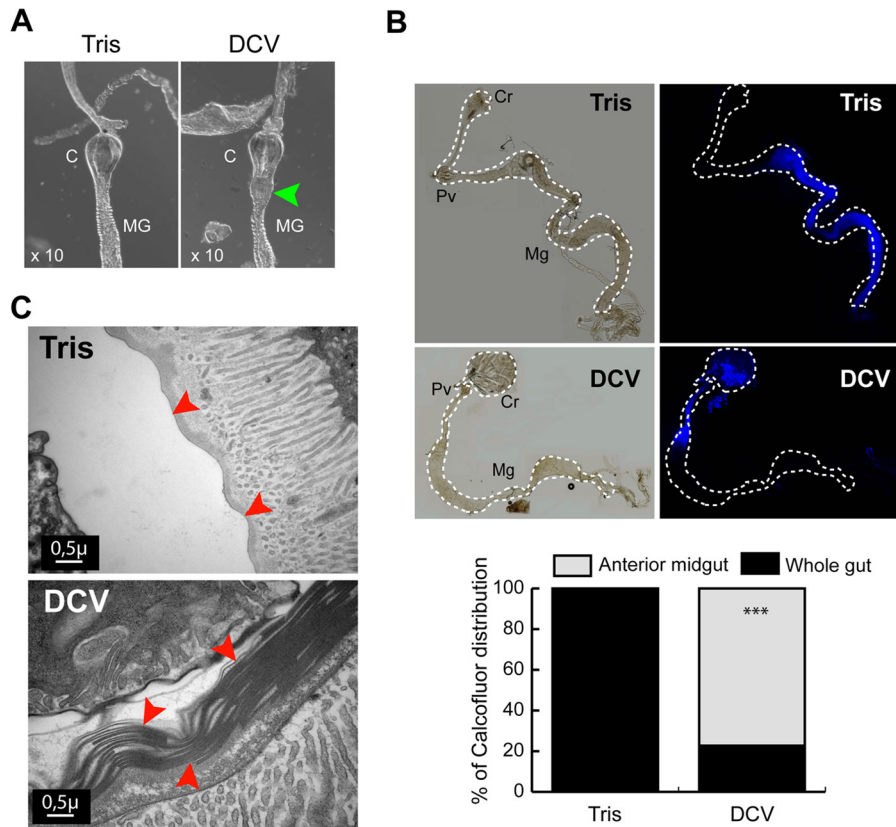 A
Tris
DCV
C
MG
x 10
C
MG
x 10
B
Cr
Tris
Pv
Mg
Tris
Pv
DCV
Cr
Mg
DCV
C
Tris
0,5µ
DCV
0,5µ
Anterior midgut
Whole gut
% of Calcofluor distribution
100
80
60
40
20
0
***
Tris
DCV